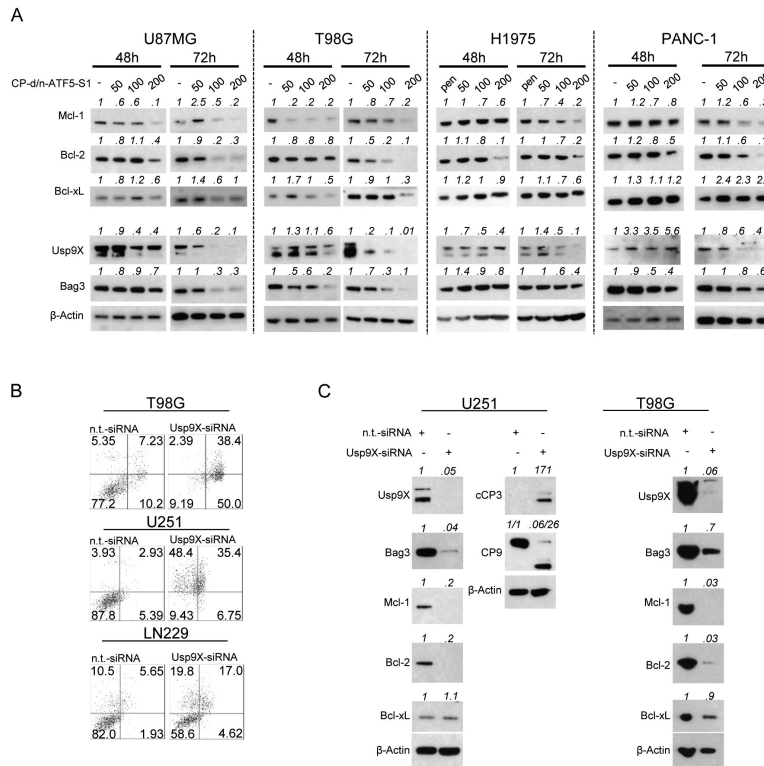 A
U87MG T98G H1975 PANC-1
48h 72h 48h 72h 48h 72h 48h 72h
CP-d/n-ATF5-S1 - 50 100 200 - 50 100 200 - 50 100 200 - 50 100 200 pen 50 100 200 pen 50 100 200 - 50 100 200 - 50 100 200
1 .6 .6 .1 1 2.5 .5 .2 1 .2 .2 .2 1 .8 .7 .2 1 1 .7 .6 1 .7 .4 .2 1 1.2 .7 .8 1 1.2 .6 .3
Mcl-1
1 .8 1.1 .4 1 .9 .2 .3 1 .8 .8 .8 1 .5 .2 .1 1 1.1 .8 .1 1 1 .7 .2 1 1.2 .8 .5 1 1.1 .6
Bcl-2
1 .8 1.2 .6 1 1.4 .6 1 1 1.7 1 .5 1 .9 1 .3 1 1.2 1 .9 1 1.1 .7 .6 1 1.3 1.1 1.2 1 2.4 2.3
Bcl-xL
1 .9 .4 .4 1 .6 .2 .1 1 1.3 1.1 .6 1 .2 .1 .01 1 .7 .5 .4 1 1.4 .5 .1 1 3.3 3.5 5.6 1 .8 .6
Usp9X
1 .8 .9 .7 1 1 .3 .3 1 .5 .6 .2 1 .7 .3 .1 1 1.4 .9 .8 1 1 .6 .4 1 .9 .5 .4 1 1 .8
Bag3
β-Actin
B
T98G
n.t.-siRNA Usp9X-siRNA
5.35 7.23 2.39 38.4
77.2 10.2 9.19 50.0
U251
3.93 2.93 48.4 35.4
87.8 5.39 9.43 6.75
LN229
n.t.-siRNA Usp9X-siRNA
10.5 5.65 19.8 17.0
82.0 1.93 58.6 4.62
C
U251 T98G
n.t.-siRNA + - + - n.t.-siRNA + -
Usp9X-siRNA - + - + Usp9X-siRNA - +
1 .05 1 171 1 .06
Usp9X cCP3 Usp9X
1 .04 1/1 .06/26 1 .7
Bag3 CP9 Bag3
1 .2 1 .03
Mcl-1 β-Actin Mcl-1
1 .2 1 .03
Bcl-2 Bcl-2
1 1.1 1 .9
Bcl-xL Bcl-xL
β-Actin β-Actin